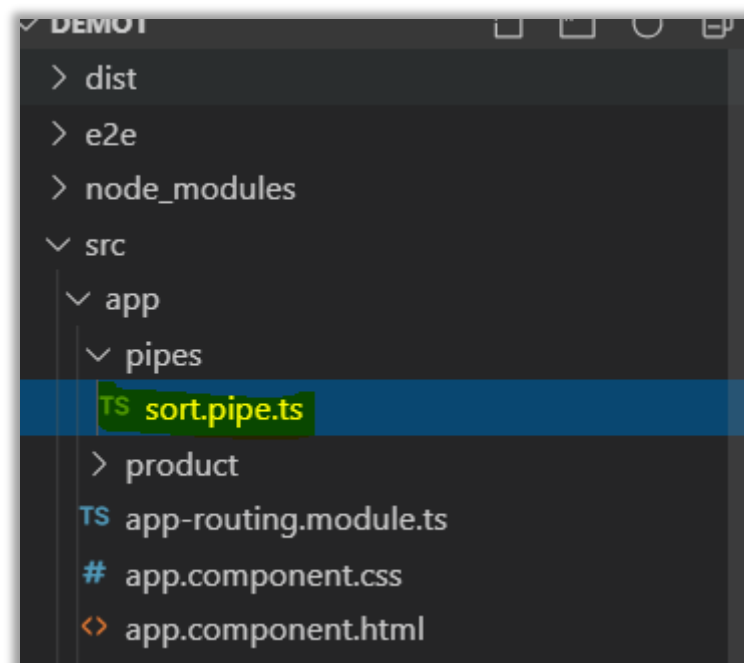 DEMO1
dist
e2e
node_modules
src
app
pipes
TS sort.pipe.ts
product
TS app-routing.module.ts
# app.component.css
<> app.component.html